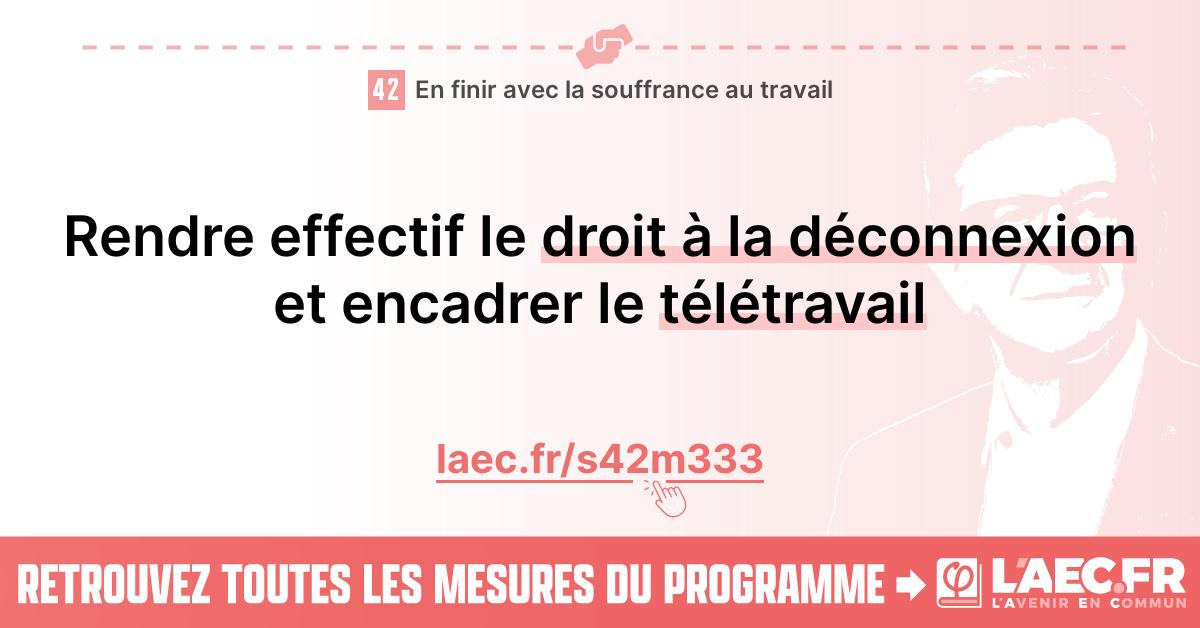 42 En finir avec la souffrance au travail
Rendre effectif le droit à la déconnexion
et encadrer le télétravail
laec.fr/s42m333
RETROUVEZ TOUTES LES MESURES DU PROGRAMME
L'AEC.FR
L'AVENIR EN COMMUN